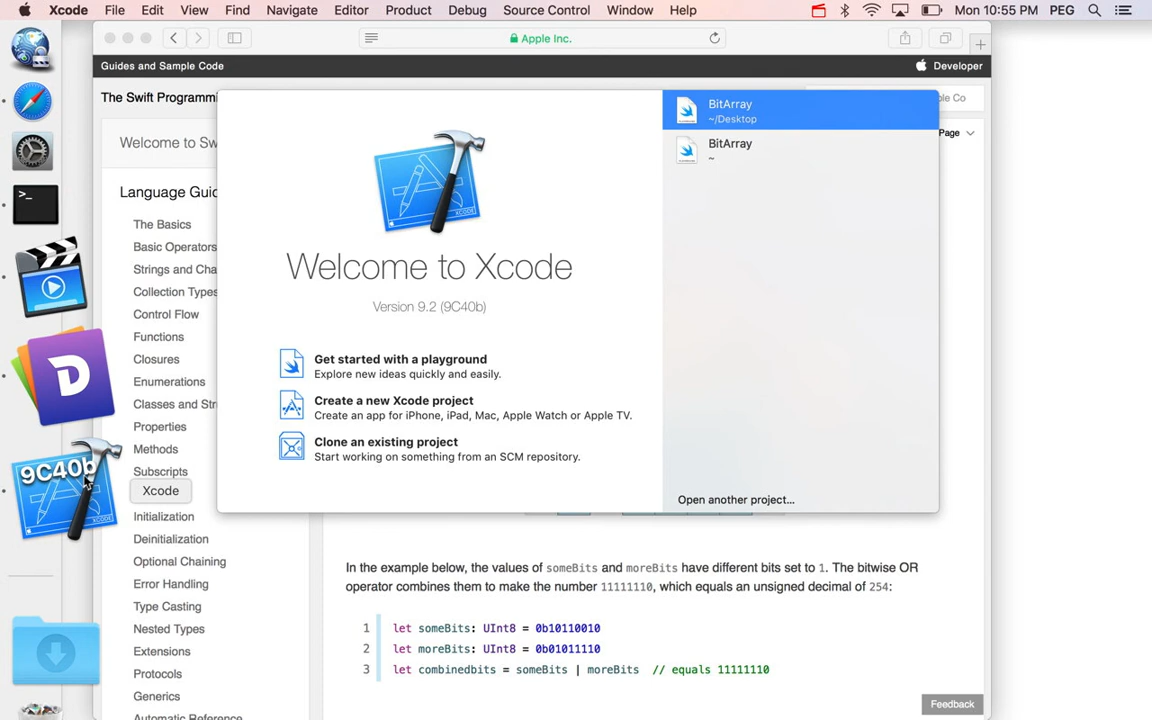 Xcode File Edit View Find Navigate Editor Product Debug Source Control Window Help Mon 10:55 PM PEG
Apple Inc.
Guides and Sample Code Developer
The Swift Programmi ble Co
Welcome to Sw Page
Language Guid
The Basics
Basic Operators
Strings and Cha
Collection Types
Control Flow
Functions
Closures
Enumerations
Classes and Str
Properties
Methods
Subscripts
Xcode
Initialization
Deinitialization
Optional Chaining
Error Handling
Type Casting
Nested Types
Extensions
Protocols
Generics
Automatic Reference
>_
D
9C40b
Welcome to Xcode
Version 9.2 (9C40b)
Get started with a playground
Explore new ideas quickly and easily.
Create a new Xcode project
Create an app for iPhone, iPad, Mac, Apple Watch or Apple TV.
Clone an existing project
Start working on something from an SCM repository.
BitArray
~/Desktop
BitArray
~
Open another project...
In the example below, the values of someBits and moreBits have different bits set to 1. The bitwise OR
operator combines them to make the number 11111110, which equals an unsigned decimal of 254:
1 let someBits: UInt8 = 0b10110010
2 let moreBits: UInt8 = 0b01011110
3 let combinedbits = someBits | moreBits // equals 11111110
Feedback